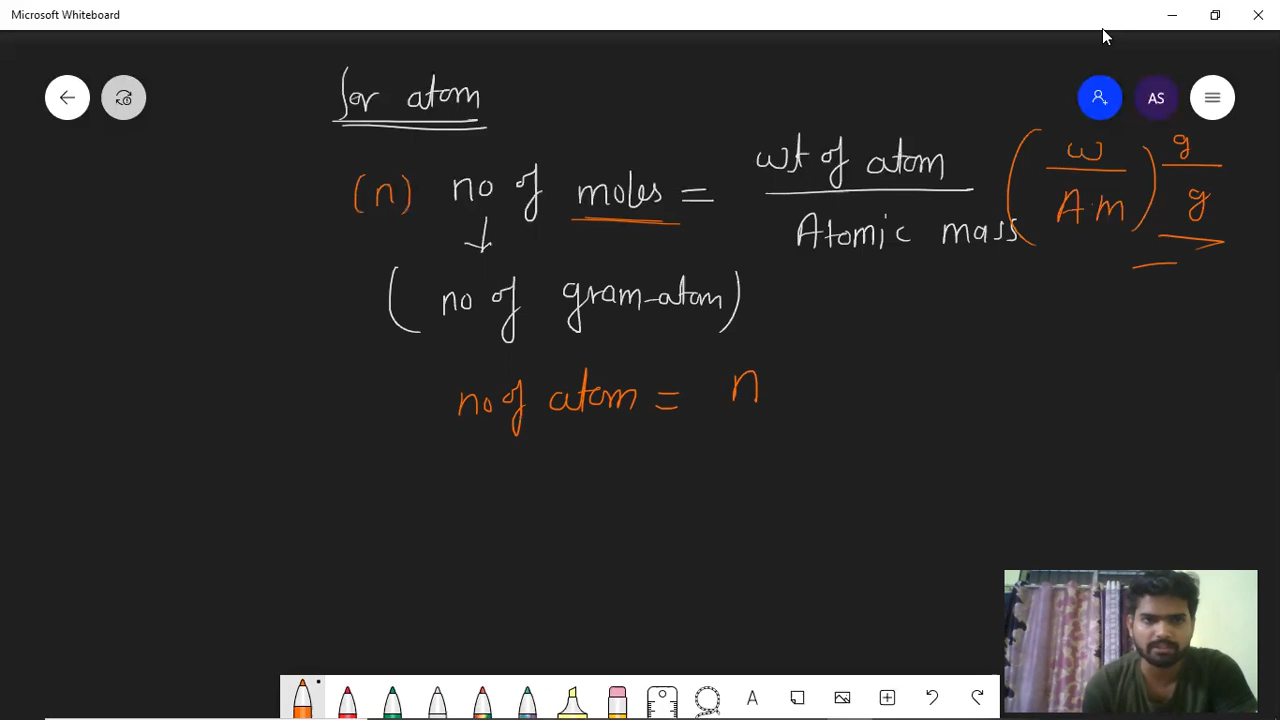 Microsoft Whiteboard
AS
for atom
(n) no of moles = wt of atom / Atomic mass (w / A.m) g / g
(no of gram-atom)
no of atom = n
A